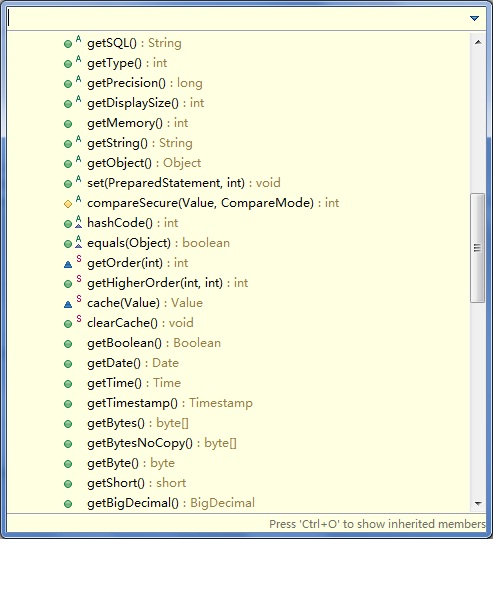 A getSQL() : String
A getType() : int
A getPrecision() : long
A getDisplaySize() : int
getMemory() : int
A getString() : String
A getObject() : Object
A set(PreparedStatement, int) : void
A compareSecure(Value, CompareMode) : int
A hashCode() : int
A equals(Object) : boolean
S getOrder(int) : int
S getHigherOrder(int, int) : int
S cache(Value) : Value
S clearCache() : void
getBoolean() : Boolean
getDate() : Date
getTime() : Time
getTimestamp() : Timestamp
getBytes() : byte[]
getBytesNoCopy() : byte[]
getByte() : byte
getShort() : short
getBigDecimal() : BigDecimal
Press 'Ctrl+O' to show inherited members